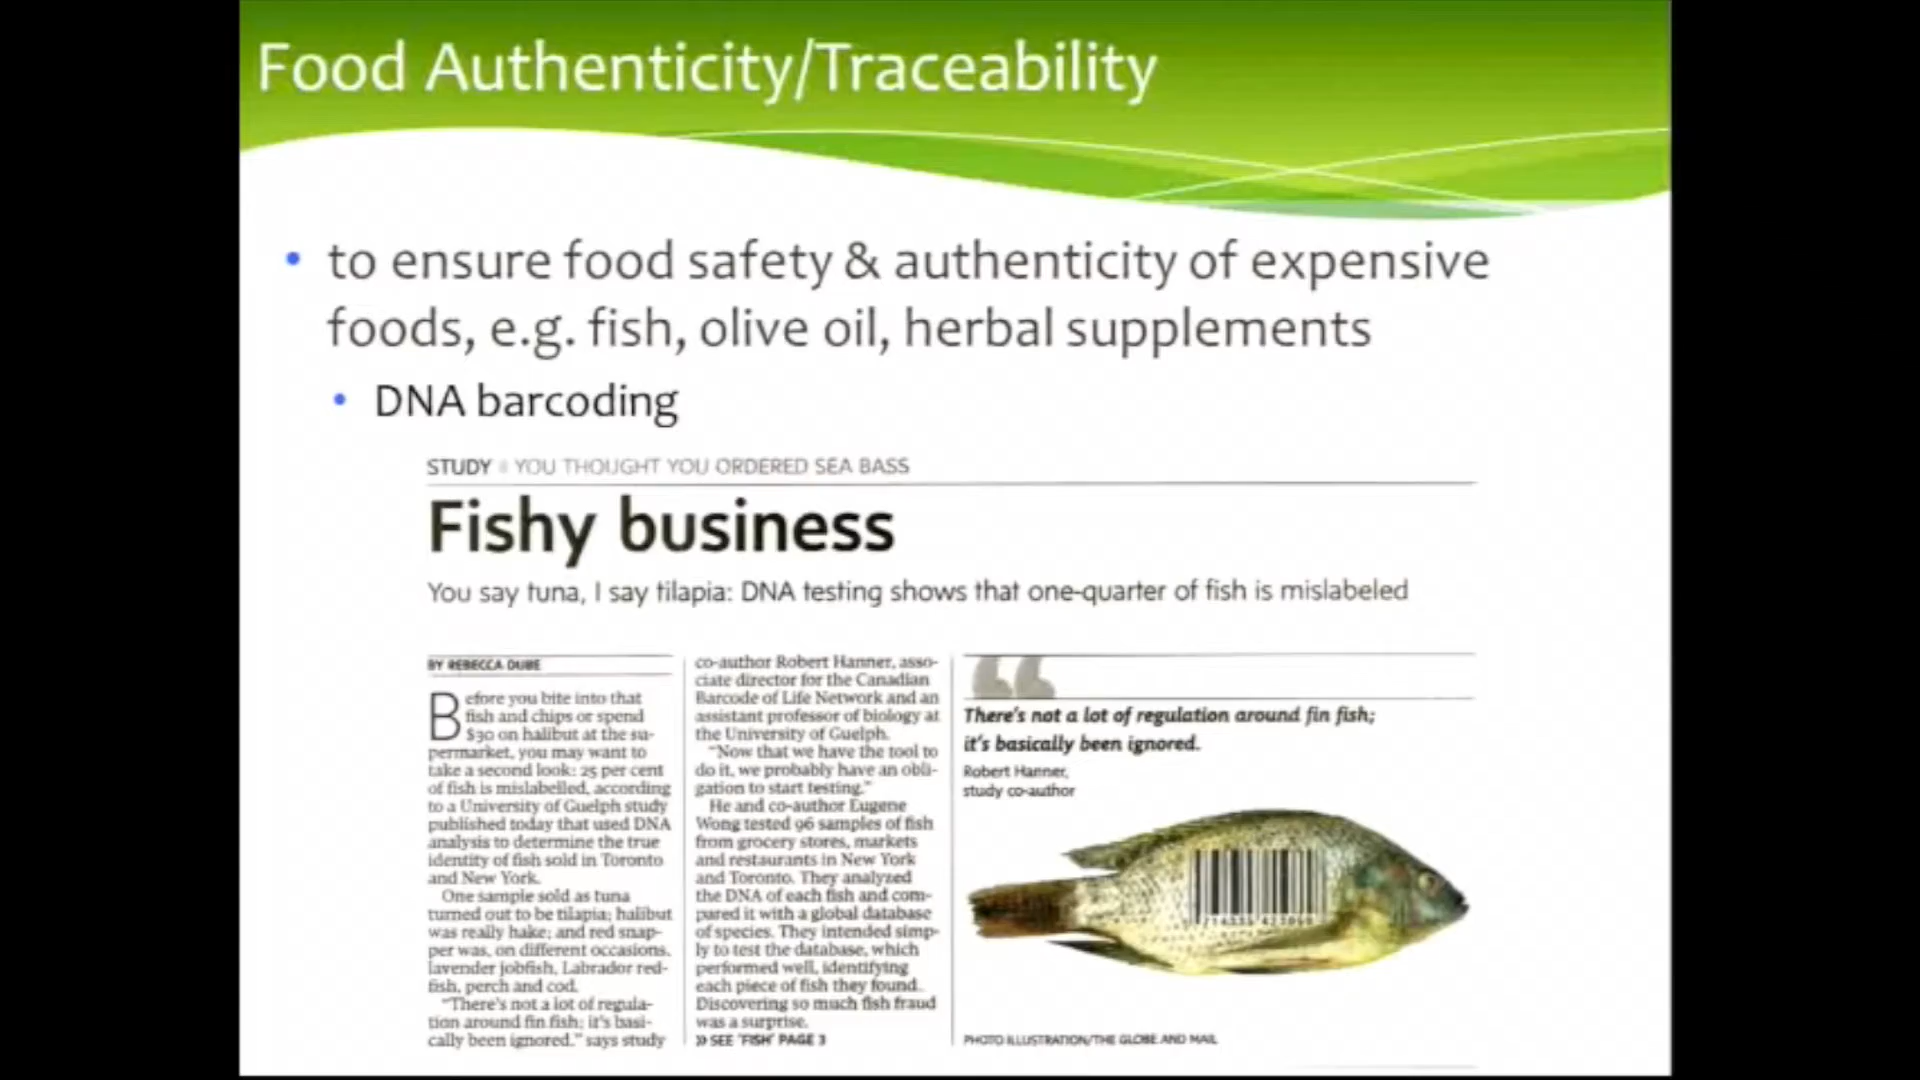 Food Authenticity/Traceability
• to ensure food safety & authenticity of expensive
foods, e.g. fish, olive oil, herbal supplements
• DNA barcoding
STUDY YOU THOUGHT YOU ORDERED SEA BASS
Fishy business
You say tuna, I say tilapia: DNA testing shows that one-quarter of fish is mislabeled
BY REBECCA DUBE
Before you bite into that
fish and chips or spend
$30 on halibut at the su-
permarket, you may want to
take a second look: 25 per cent
of fish is mislabelled, according
to a University of Guelph study
published today that used DNA
analysis to determine the true
identity of fish sold in Toronto
and New York.
One sample sold as tuna
turned out to be tilapia; halibut
was really hake; and red snap-
per was, on different occasions,
lavender jobfish, Labrador red-
fish, perch and cod.
"There's not a lot of regula-
tion around fin fish; it's basi-
cally been ignored," says study
co-author Robert Hanner, asso-
ciate director for the Canadian
Barcode of Life Network and an
assistant professor of biology at
the University of Guelph.
"Now that we have the tool to
do it, we probably have an obli-
gation to start testing."
He and co-author Eugene
Wong tested 96 samples of fish
from grocery stores, markets
and restaurants in New York
and Toronto. They analyzed
the DNA of each fish and com-
pared it with a global database
of species. They intended simp-
ly to test the database, which
performed well, identifying
each piece of fish they found.
Discovering so much fish fraud
was a surprise.
» SEE 'FISH' PAGE 3
There's not a lot of regulation around fin fish;
it's basically been ignored.
Robert Hanner,
study co-author
PHOTO ILLUSTRATION/THE GLOBE AND MAIL